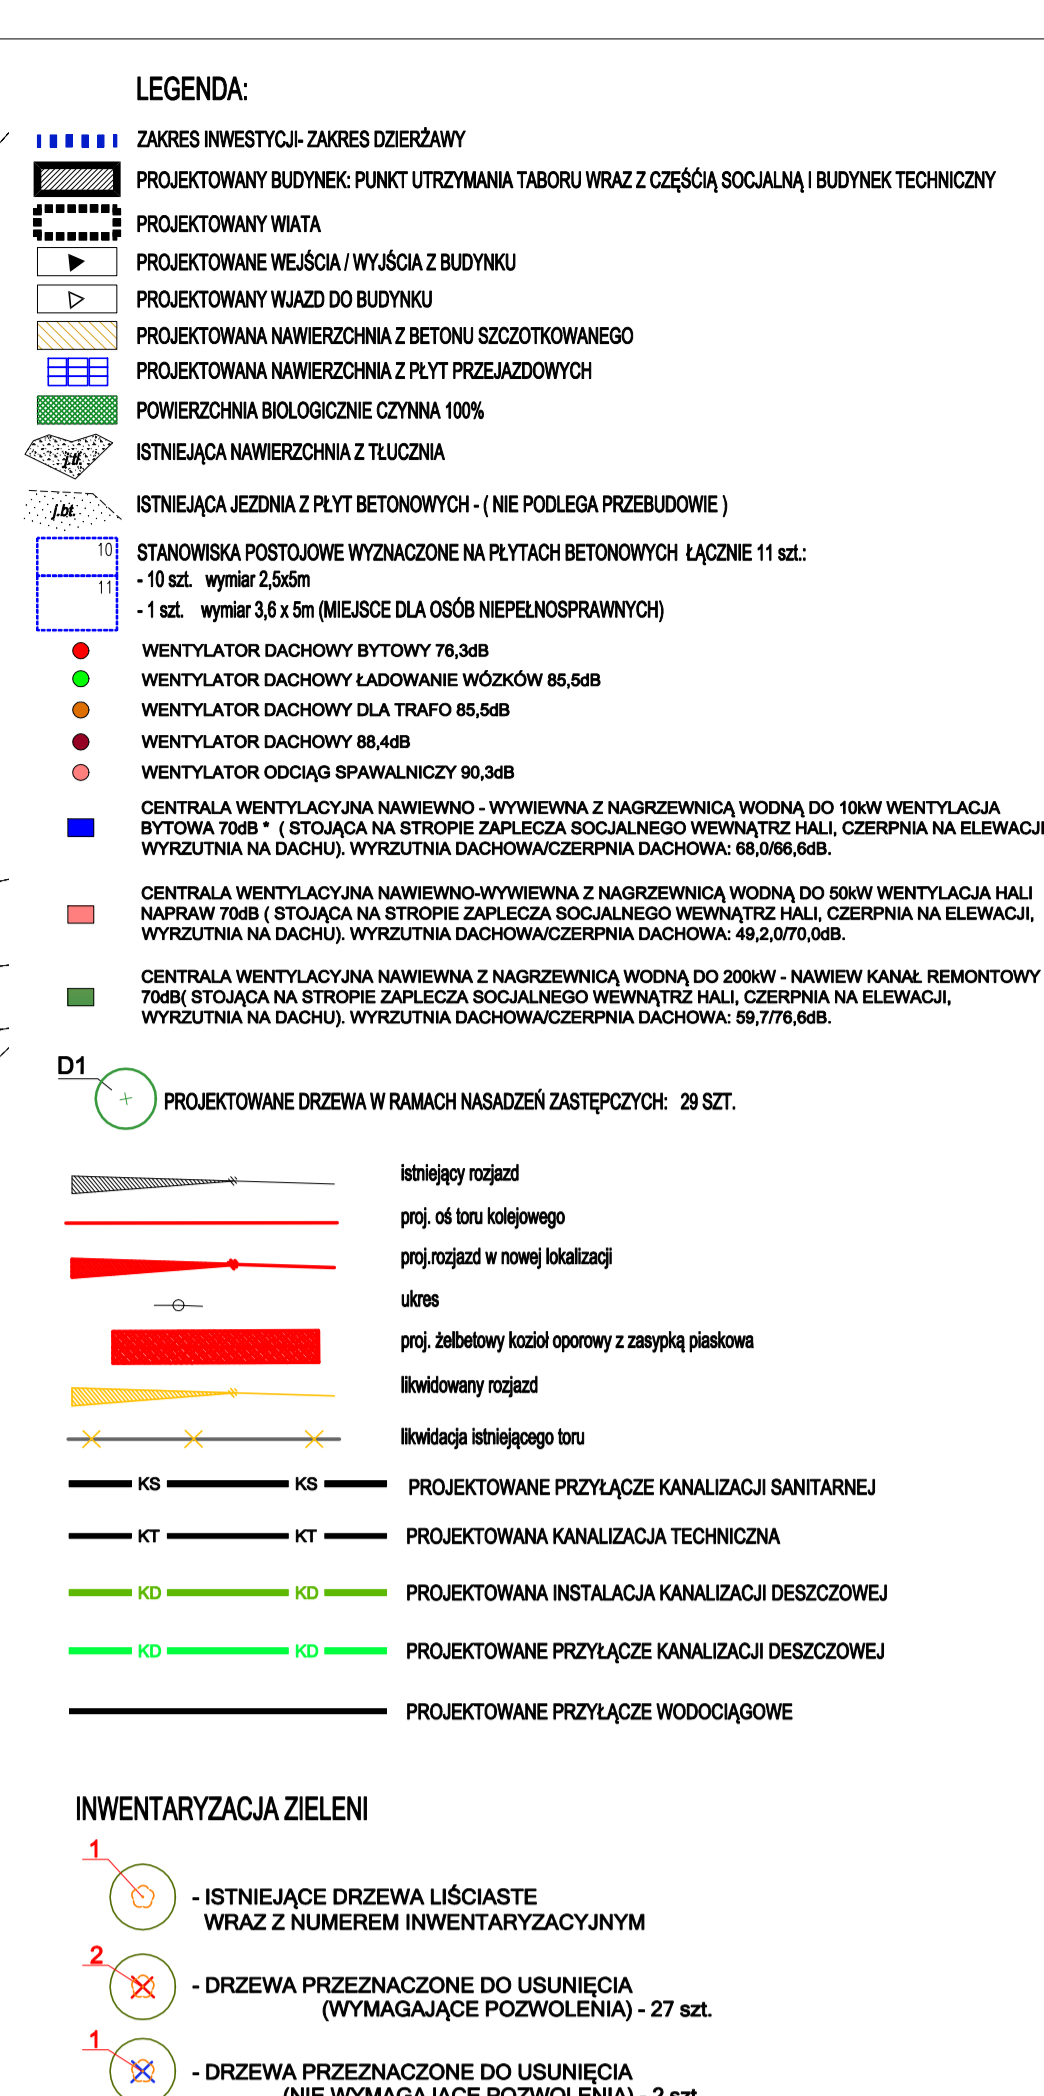 LEGENDA:
ZAKRES INWESTYCJI- ZAKRES DZIERŻAWY
PROJEKTOWANY BUDYNEK: PUNKT UTRZYMANIA TABORU WRAZ Z CZĘŚĆIĄ SOCJALNĄ I BUDYNEK TECHNICZNY
PROJEKTOWANY WIATA
PROJEKTOWANE WEJŚCIA / WYJŚCIA Z BUDYNKU
PROJEKTOWANY WJAZD DO BUDYNKU
PROJEKTOWANA NAWIERZCHNIA Z BETONU SZCZOTKOWANEGO
PROJEKTOWANA NAWIERZCHNIA Z PŁYT PRZEJAZDOWYCH
POWIERZCHNIA BIOLOGICZNIE CZYNNA 100%
j.tł. ISTNIEJĄCA NAWIERZCHNIA Z TŁUCZNIA
j.bt. ISTNIEJĄCA JEZDNIA Z PŁYT BETONOWYCH - ( NIE PODLEGA PRZEBUDOWIE )
10 STANOWISKA POSTOJOWE WYZNACZONE NA PŁYTACH BETONOWYCH ŁĄCZNIE 11 szt.:
11 - 10 szt. wymiar 2,5x5m
- 1 szt. wymiar 3,6 x 5m (MIEJSCE DLA OSÓB NIEPEŁNOSPRAWNYCH)
WENTYLATOR DACHOWY BYTOWY 76,3dB
WENTYLATOR DACHOWY ŁADOWANIE WÓZKÓW 85,5dB
WENTYLATOR DACHOWY DLA TRAFO 85,5dB
WENTYLATOR DACHOWY 88,4dB
WENTYLATOR ODCIĄG SPAWALNICZY 90,3dB
CENTRALA WENTYLACYJNA NAWIEWNO - WYWIEWNA Z NAGRZEWNICĄ WODNĄ DO 10kW WENTYLACJA
BYTOWA 70dB * ( STOJĄCA NA STROPIE ZAPLECZA SOCJALNEGO WEWNĄTRZ HALI, CZERPNIA NA ELEWACJI
WYRZUTNIA NA DACHU). WYRZUTNIA DACHOWA/CZERPNIA DACHOWA: 68,0/66,6dB.
CENTRALA WENTYLACYJNA NAWIEWNO-WYWIEWNA Z NAGRZEWNICĄ WODNĄ DO 50kW WENTYLACJA HALI
NAPRAW 70dB ( STOJĄCA NA STROPIE ZAPLECZA SOCJALNEGO WEWNĄTRZ HALI, CZERPNIA NA ELEWACJI,
WYRZUTNIA NA DACHU). WYRZUTNIA DACHOWA/CZERPNIA DACHOWA: 49,2,0/70,0dB.
CENTRALA WENTYLACYJNA NAWIEWNA Z NAGRZEWNICĄ WODNĄ DO 200kW - NAWIEW KANAŁ REMONTOWY
70dB( STOJĄCA NA STROPIE ZAPLECZA SOCJALNEGO WEWNĄTRZ HALI, CZERPNIA NA ELEWACJI,
WYRZUTNIA NA DACHU). WYRZUTNIA DACHOWA/CZERPNIA DACHOWA: 59,7/76,6dB.
D1
PROJEKTOWANE DRZEWA W RAMACH NASADZEŃ ZASTĘPCZYCH: 29 SZT.
istniejący rozjazd
proj. oś toru kolejowego
proj.rozjazd w nowej lokalizacji
ukres
proj. żelbetowy kozioł oporowy z zasypką piaskowa
likwidowany rozjazd
likwidacja istniejącego toru
KS KS PROJEKTOWANE PRZYŁĄCZE KANALIZACJI SANITARNEJ
KT KT PROJEKTOWANA KANALIZACJA TECHNICZNA
KD KD PROJEKTOWANA INSTALACJA KANALIZACJI DESZCZOWEJ
KD KD PROJEKTOWANE PRZYŁĄCZE KANALIZACJI DESZCZOWEJ
PROJEKTOWANE PRZYŁĄCZE WODOCIĄGOWE
INWENTARYZACJA ZIELENI
1
- ISTNIEJĄCE DRZEWA LIŚCIASTE
WRAZ Z NUMEREM INWENTARYZACYJNYM
2
- DRZEWA PRZEZNACZONE DO USUNIĘCIA
(WYMAGAJĄCE POZWOLENIA) - 27 szt.
1
- DRZEWA PRZEZNACZONE DO USUNIĘCIA
(NIE WYMAGAJĄCE POZWOLENIA) - 2 szt.